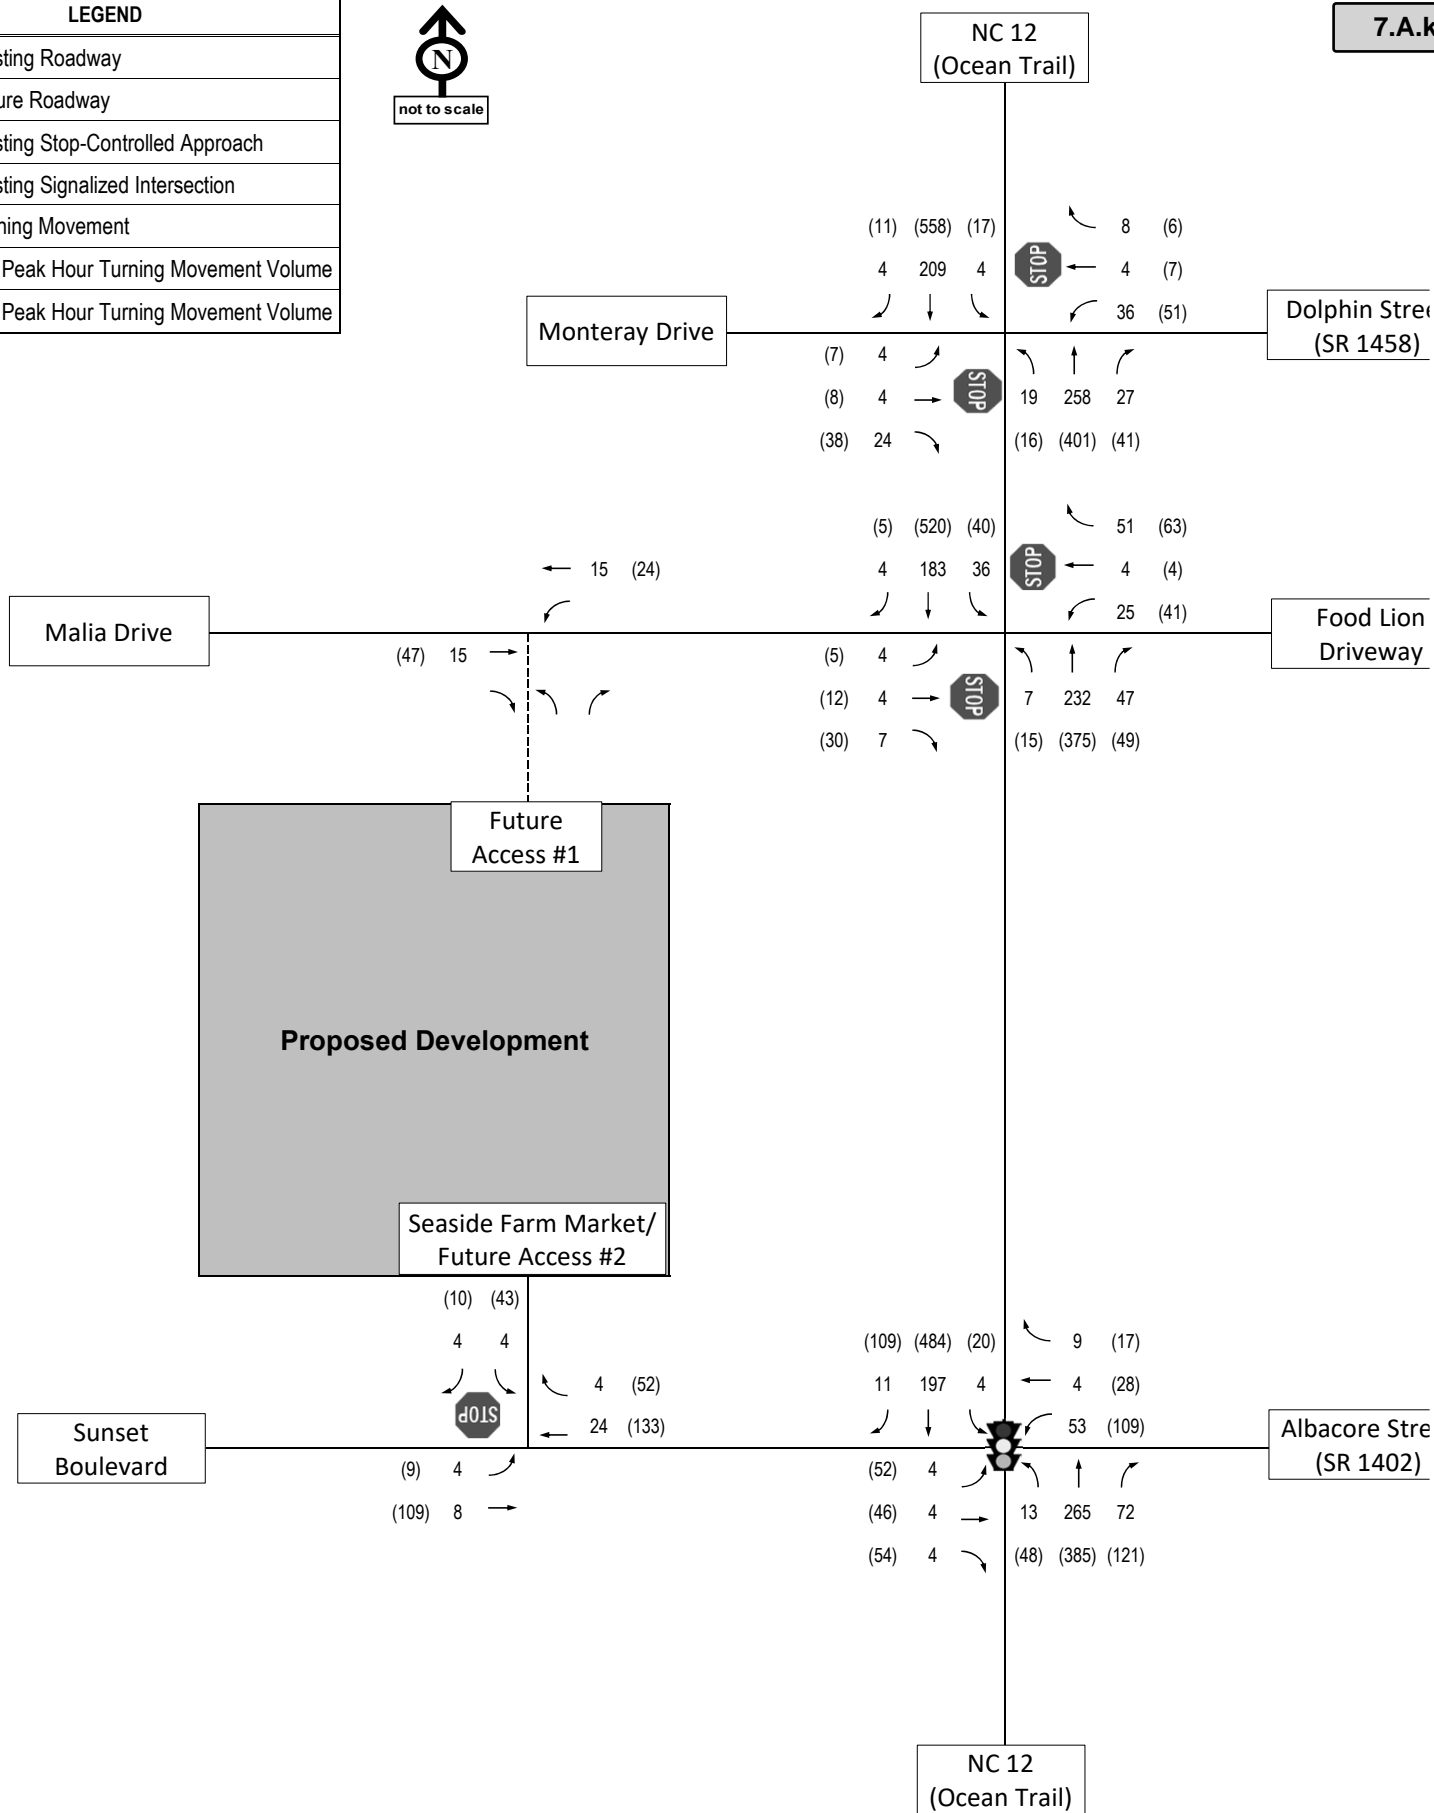 LEGEND
sting Roadway
ure Roadway
sting Stop-Controlled Approach
sting Signalized Intersection
ning Movement
Peak Hour Turning Movement Volume
Peak Hour Turning Movement Volume
N
not to scale
NC 12
(Ocean Trail)
7.A.k
(11) (558) (17)
4 209 4
STOP
8 (6)
4 (7)
36 (51)
Monteray Drive
Dolphin Stree
(SR 1458)
(7) 4
(8) 4
(38) 24
STOP
19 258 27
(16) (401) (41)
(5) (520) (40)
4 183 36
STOP
51 (63)
4 (4)
25 (41)
15 (24)
Malia Drive
(47) 15
Food Lion
Driveway
(5) 4
(12) 4
(30) 7
STOP
7 232 47
(15) (375) (49)
Future
Access #1
Proposed Development
Seaside Farm Market/
Future Access #2
(10) (43)
4 4
STOP
4 (52)
24 (133)
Sunset
Boulevard
(9) 4
(109) 8
(109) (484) (20)
11 197 4
9 (17)
4 (28)
53 (109)
Albacore Stre
(SR 1402)
(52) 4
(46) 4
(54) 4
13 265 72
(48) (385) (121)
NC 12
(Ocean Trail)